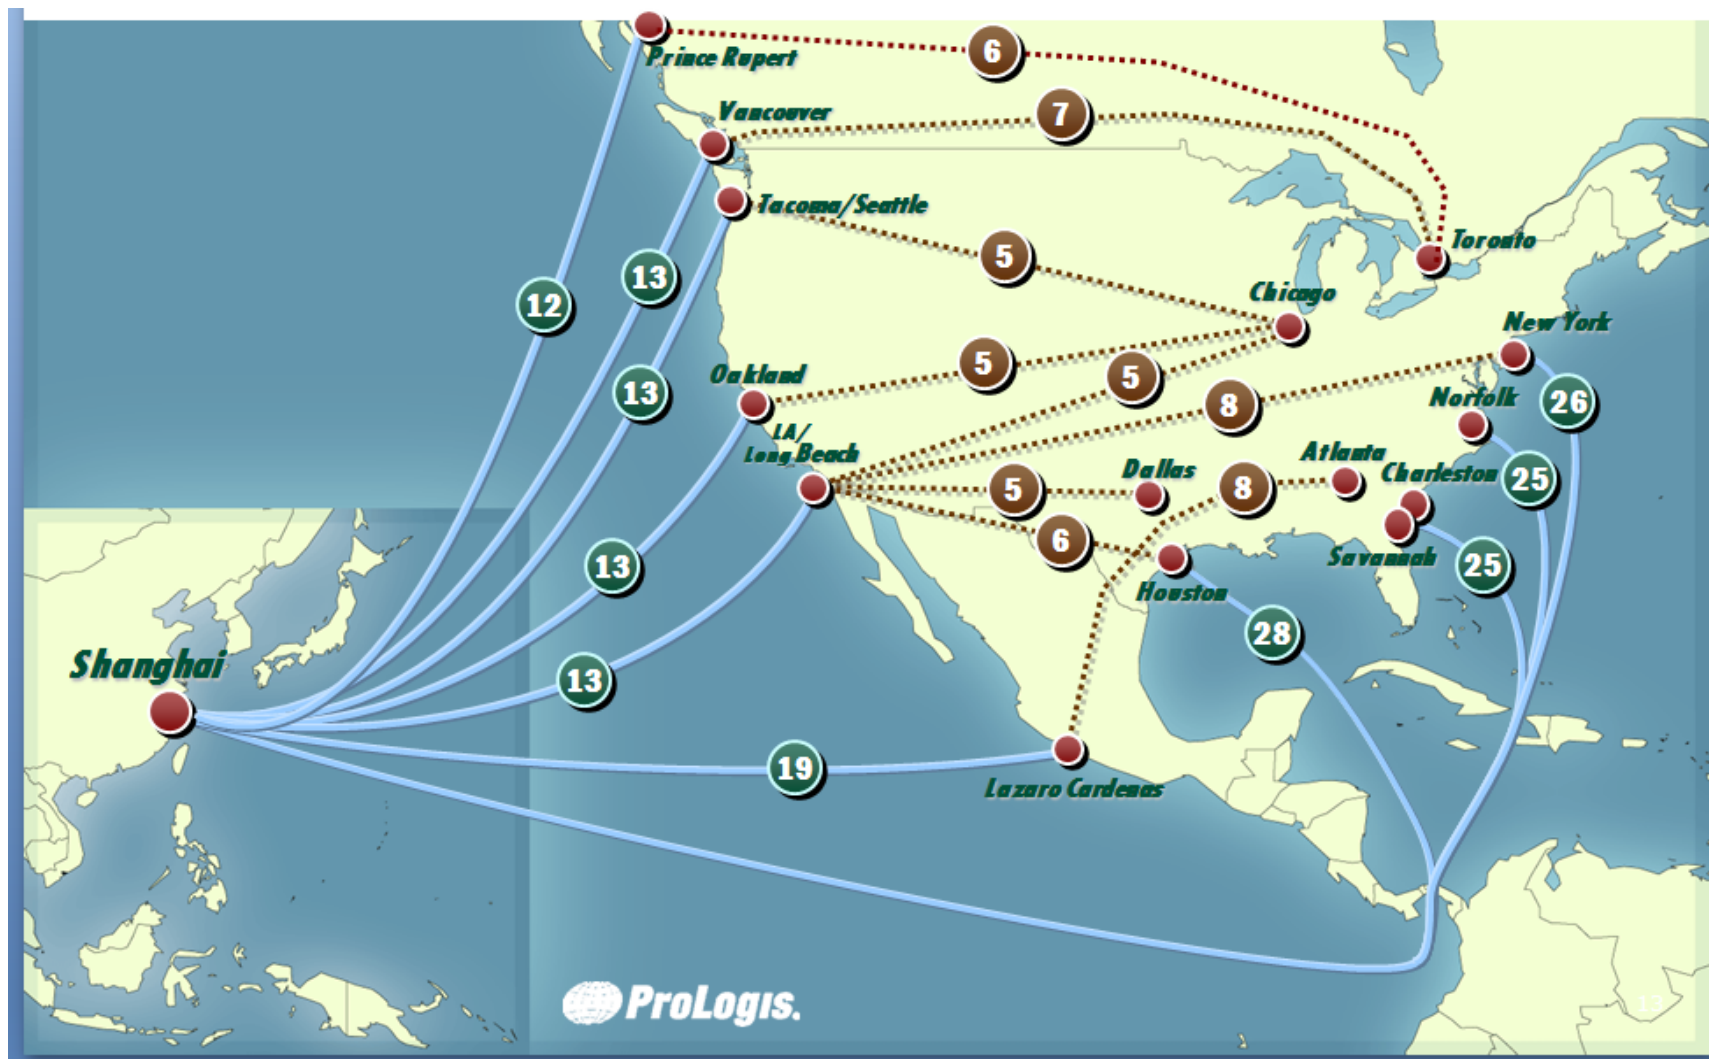 Prince Rupert
6
Vancouver
7
Tacoma/Seattle
5
Toronto
12
13
13
Chicago
New York
Oakland
5
5
8
Norfolk
26
LA/
Long Beach
Dallas
Atlanta
Charleston
5
8
25
6
Savannah
25
13
Houston
28
Shanghai
13
19
Lazaro Cardenas
PROLOGIS.
13